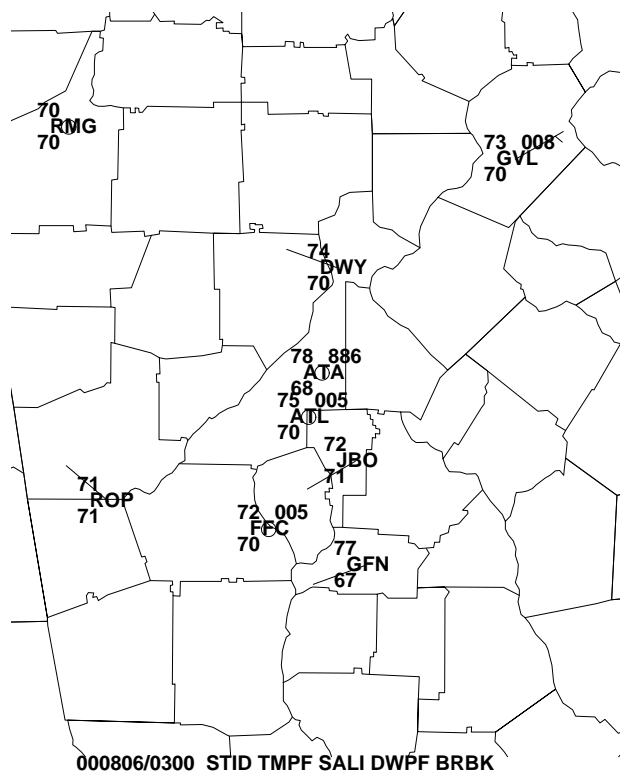 70
RMG
70
73 008
GVL
70
74
DWY
70
78 886
ATA
68
75 005
ATL
70
72
JBO
71
71
ROP
71
72 005
FFC
70
77
GFN
67
000806/0300 STID TMPF SALI DWPF BRBK